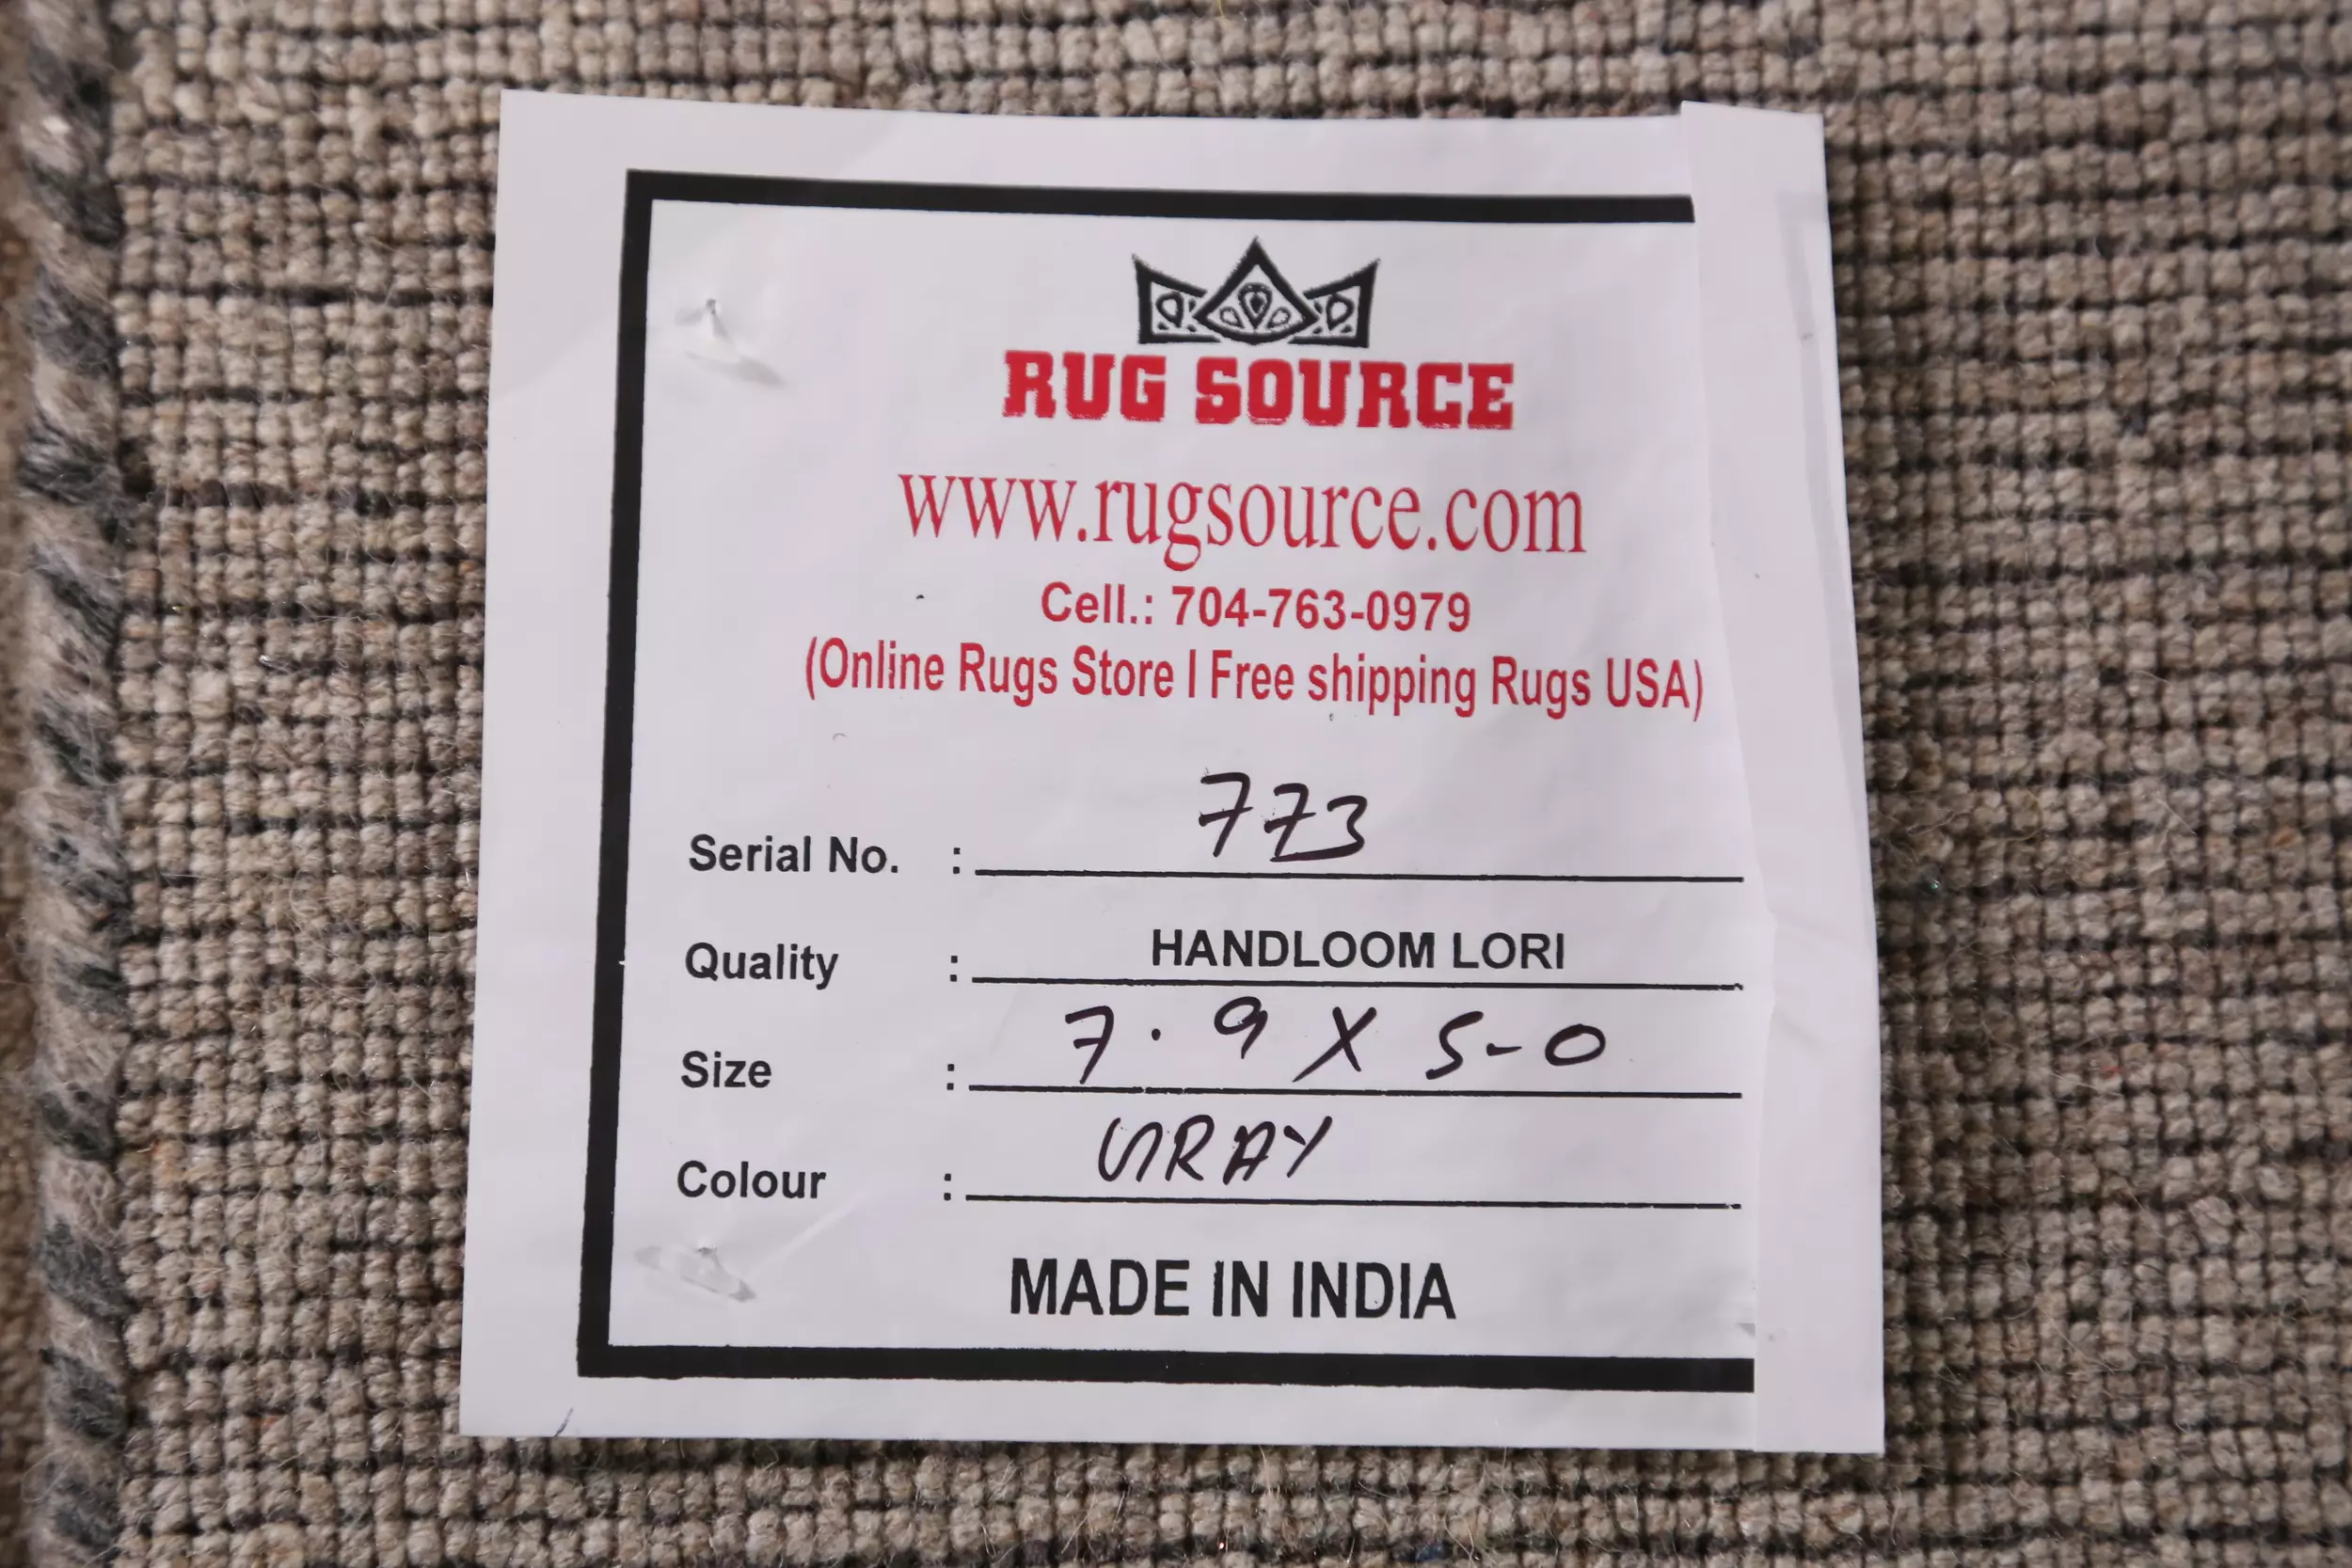 RUG SOURCE
www.rugsource.com
Cell.: 704-763-0979
(Online Rugs Store | Free shipping Rugs USA)
Serial No. : 773
Quality : HANDLOOM LORI
Size : 7.9 X 5-0
Colour : GRAY
MADE IN INDIA